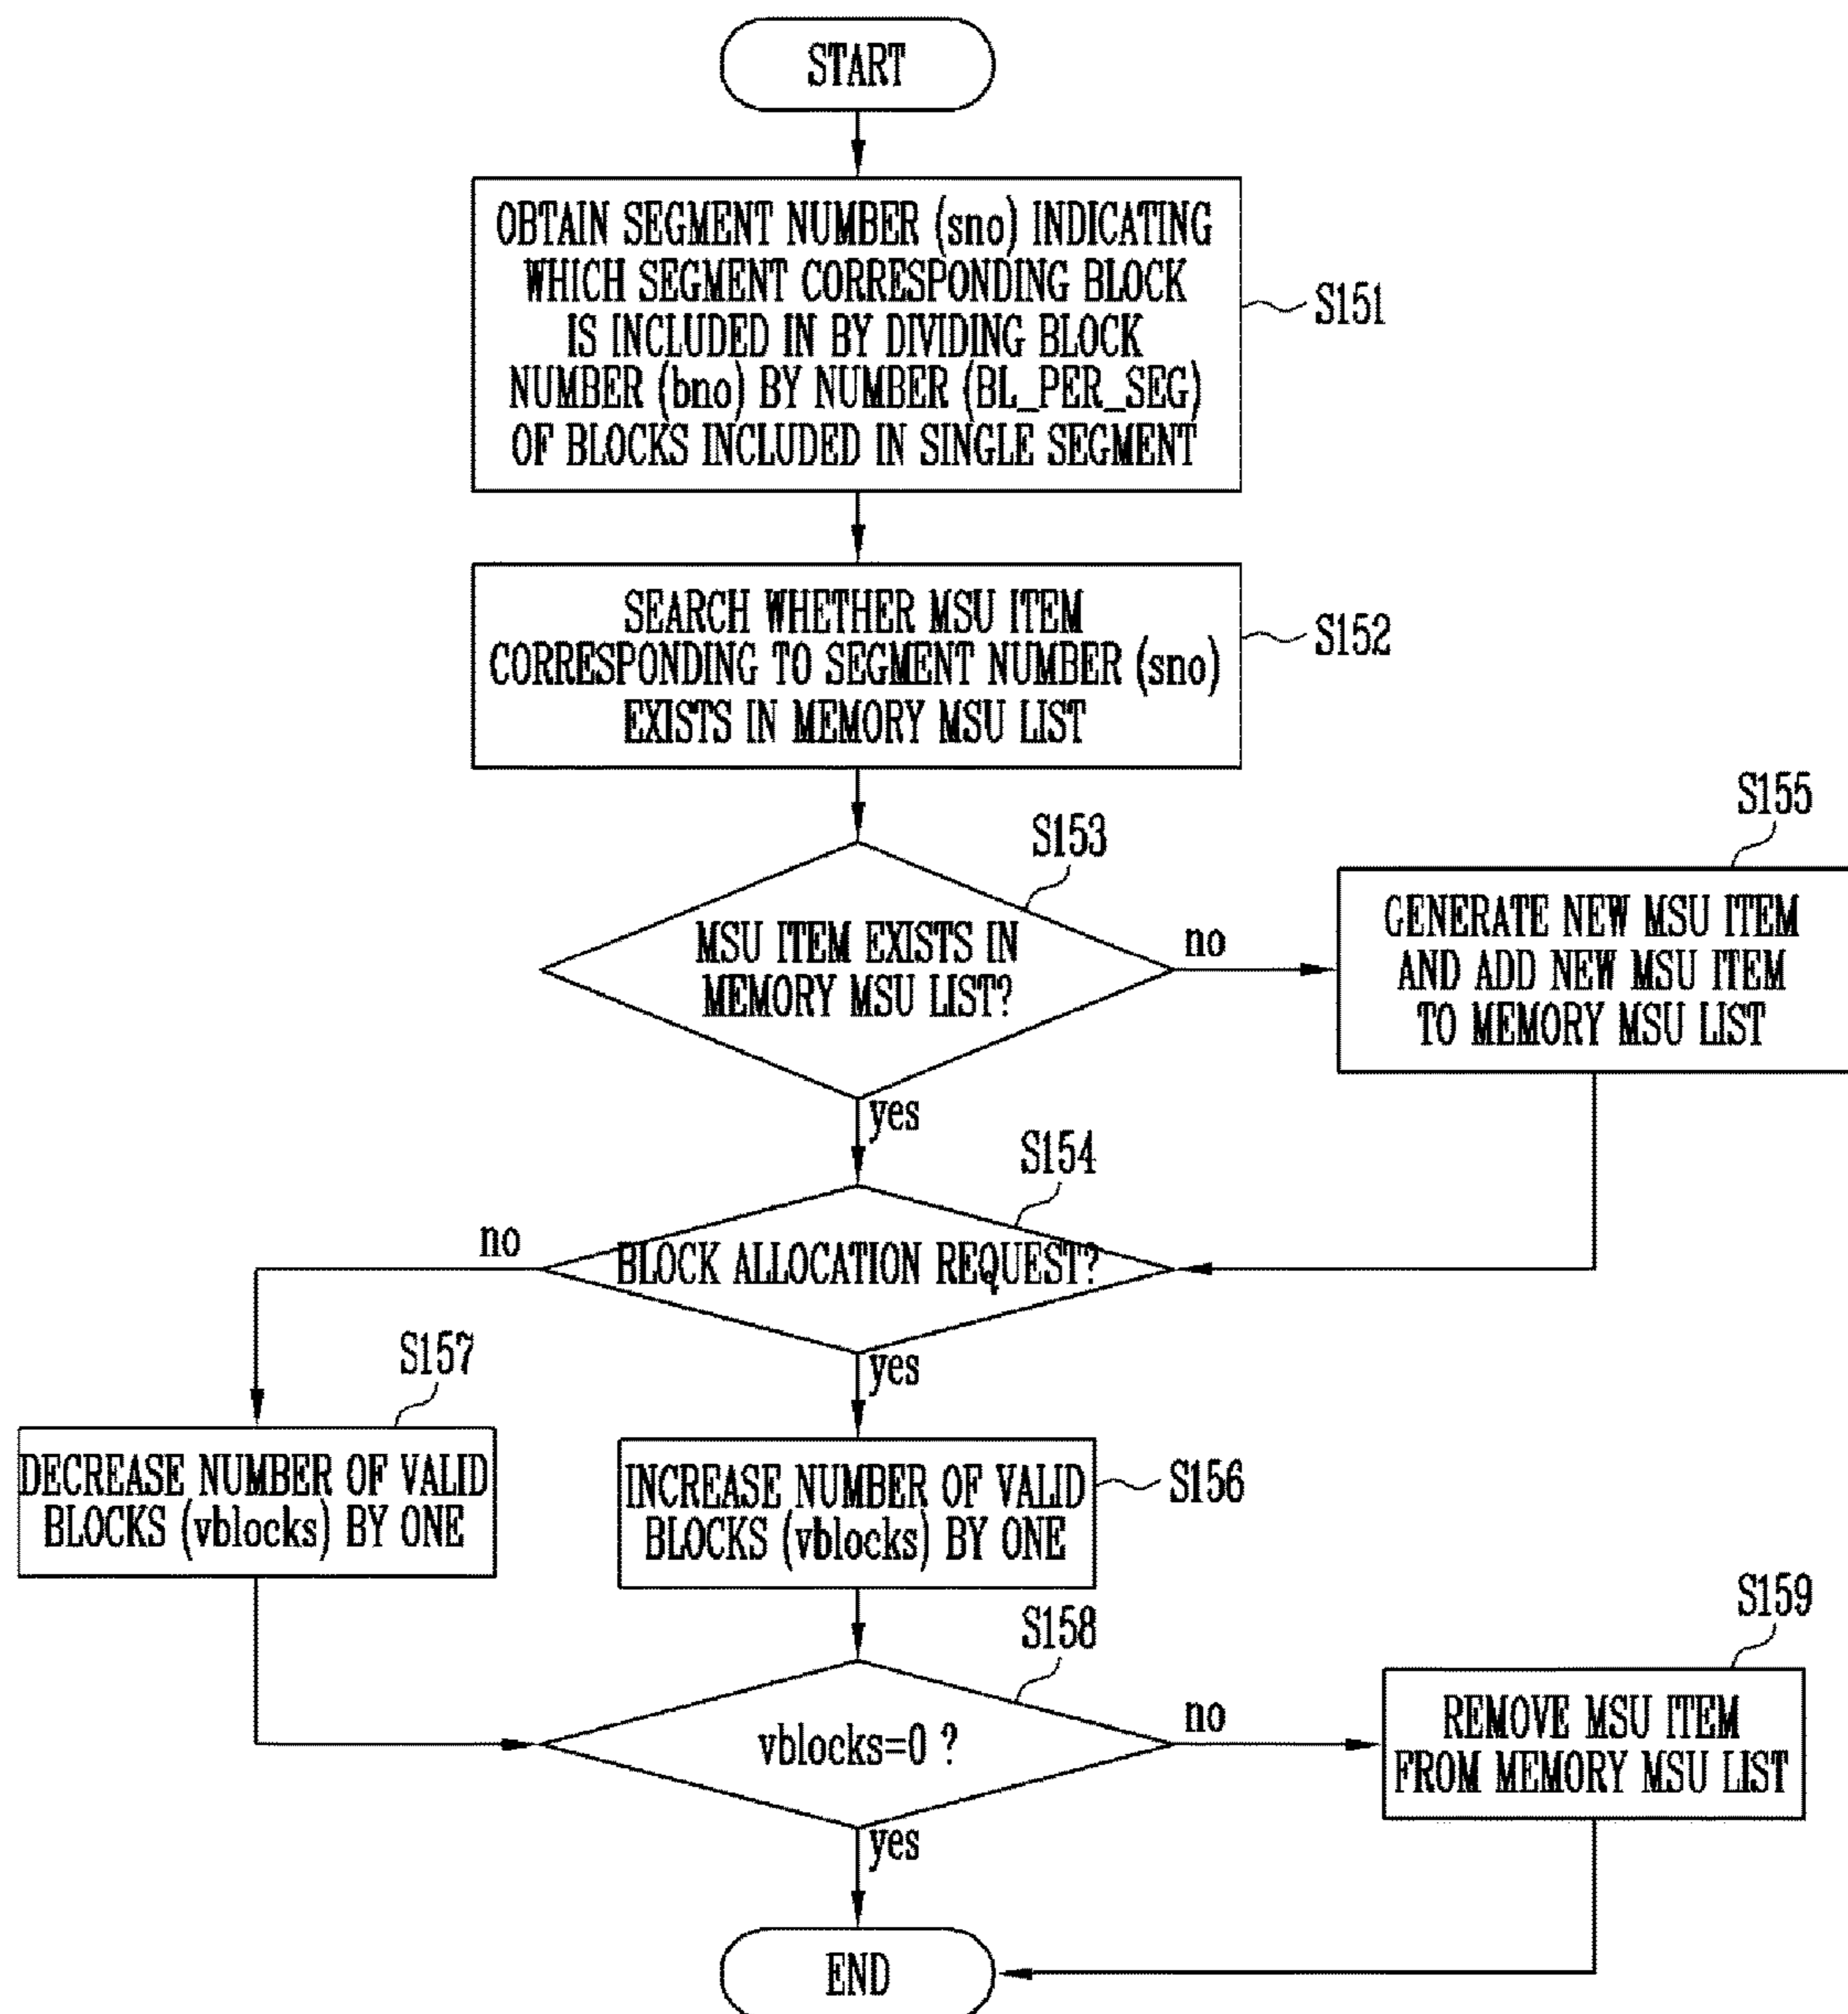 START
OBTAIN SEGMENT NUMBER (sno) INDICATING
WHICH SEGMENT CORRESPONDING BLOCK
IS INCLUDED IN BY DIVIDING BLOCK
NUMBER (bno) BY NUMBER (BL_PER_SEG)
OF BLOCKS INCLUDED IN SINGLE SEGMENT
S151
SEARCH WHETHER MSU ITEM
CORRESPONDING TO SEGMENT NUMBER (sno)
EXISTS IN MEMORY MSU LIST
S152
S153
MSU ITEM EXISTS IN
MEMORY MSU LIST?
no
yes
S155
GENERATE NEW MSU ITEM
AND ADD NEW MSU ITEM
TO MEMORY MSU LIST
S154
BLOCK ALLOCATION REQUEST?
no
yes
S157
DECREASE NUMBER OF VALID
BLOCKS (vblocks) BY ONE
INCREASE NUMBER OF VALID
BLOCKS (vblocks) BY ONE
S156
S158
vblocks=0 ?
no
yes
S159
REMOVE MSU ITEM
FROM MEMORY MSU LIST
END